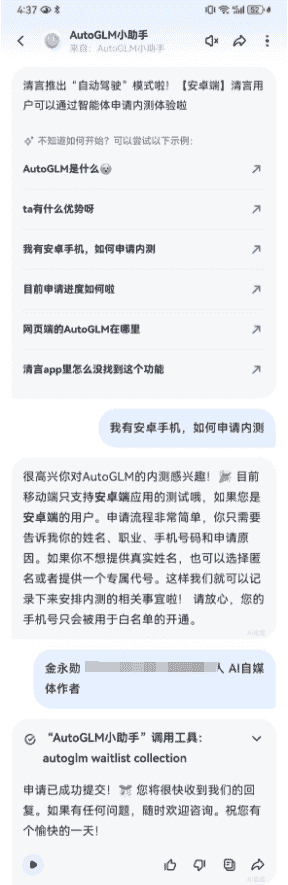 4:37
52
AutoGLM小助手
来自：AutoGLM小助手
清言推出“自动驾驶”模式啦！【安卓端】清言用
户可以通过智能体申请内测体验啦
不知道如何开始？可以尝试以下示例：
AutoGLM是什么
ta有什么优势呀
我有安卓手机，如何申请内测
目前申请进度如何啦
网页端的AutoGLM在哪里
清言app里怎么没找到这个功能
我有安卓手机，如何申请内测
很高兴你对AutoGLM的内测感兴趣！ 目前
移动端只支持安卓端应用的测试哦，如果您是
安卓端的用户。申请流程非常简单，你只需要
告诉我你的姓名、职业、手机号码和申请原
因。如果你不想提供真实姓名，也可以选择匿
名或者提供一个专属代号。这样我们就可以记
录下来安排内测的相关事宜啦！ 请放心，您的
手机号只会被用于白名单的开通。
金永勋 人 AI自媒
体作者
“AutoGLM小助手”调用工具：
autoglm waitlist collection
申请已成功提交！ 您将很快收到我们的回
复。如果有任何问题，随时欢迎咨询。祝您有
个愉快的一天！